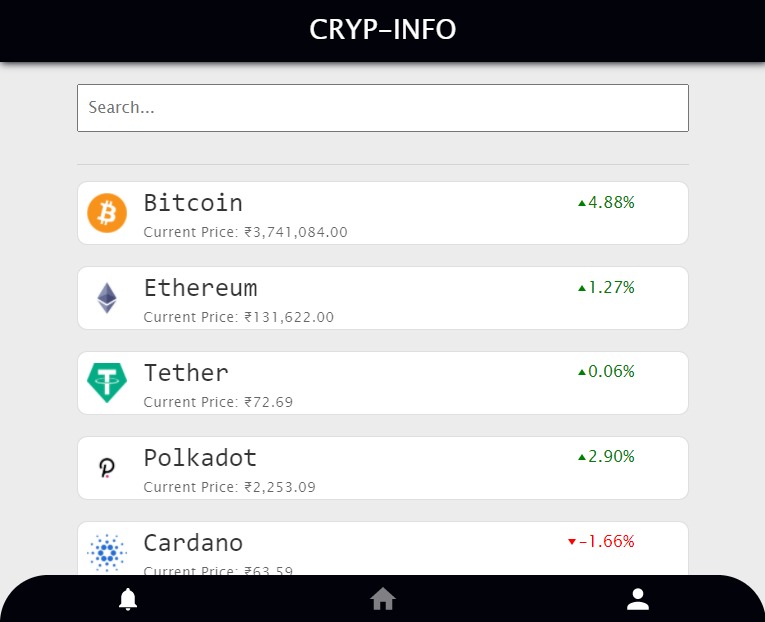 CRYP-INFO
Search...
Bitcoin
▲4.88%
Current Price: ₹3,741,084.00
Ethereum
▲1.27%
Current Price: ₹131,622.00
Tether
▲0.06%
Current Price: ₹72.69
Polkadot
▲2.90%
Current Price: ₹2,253.09
Cardano
▼-1.66%
Current Price: ₹63.59